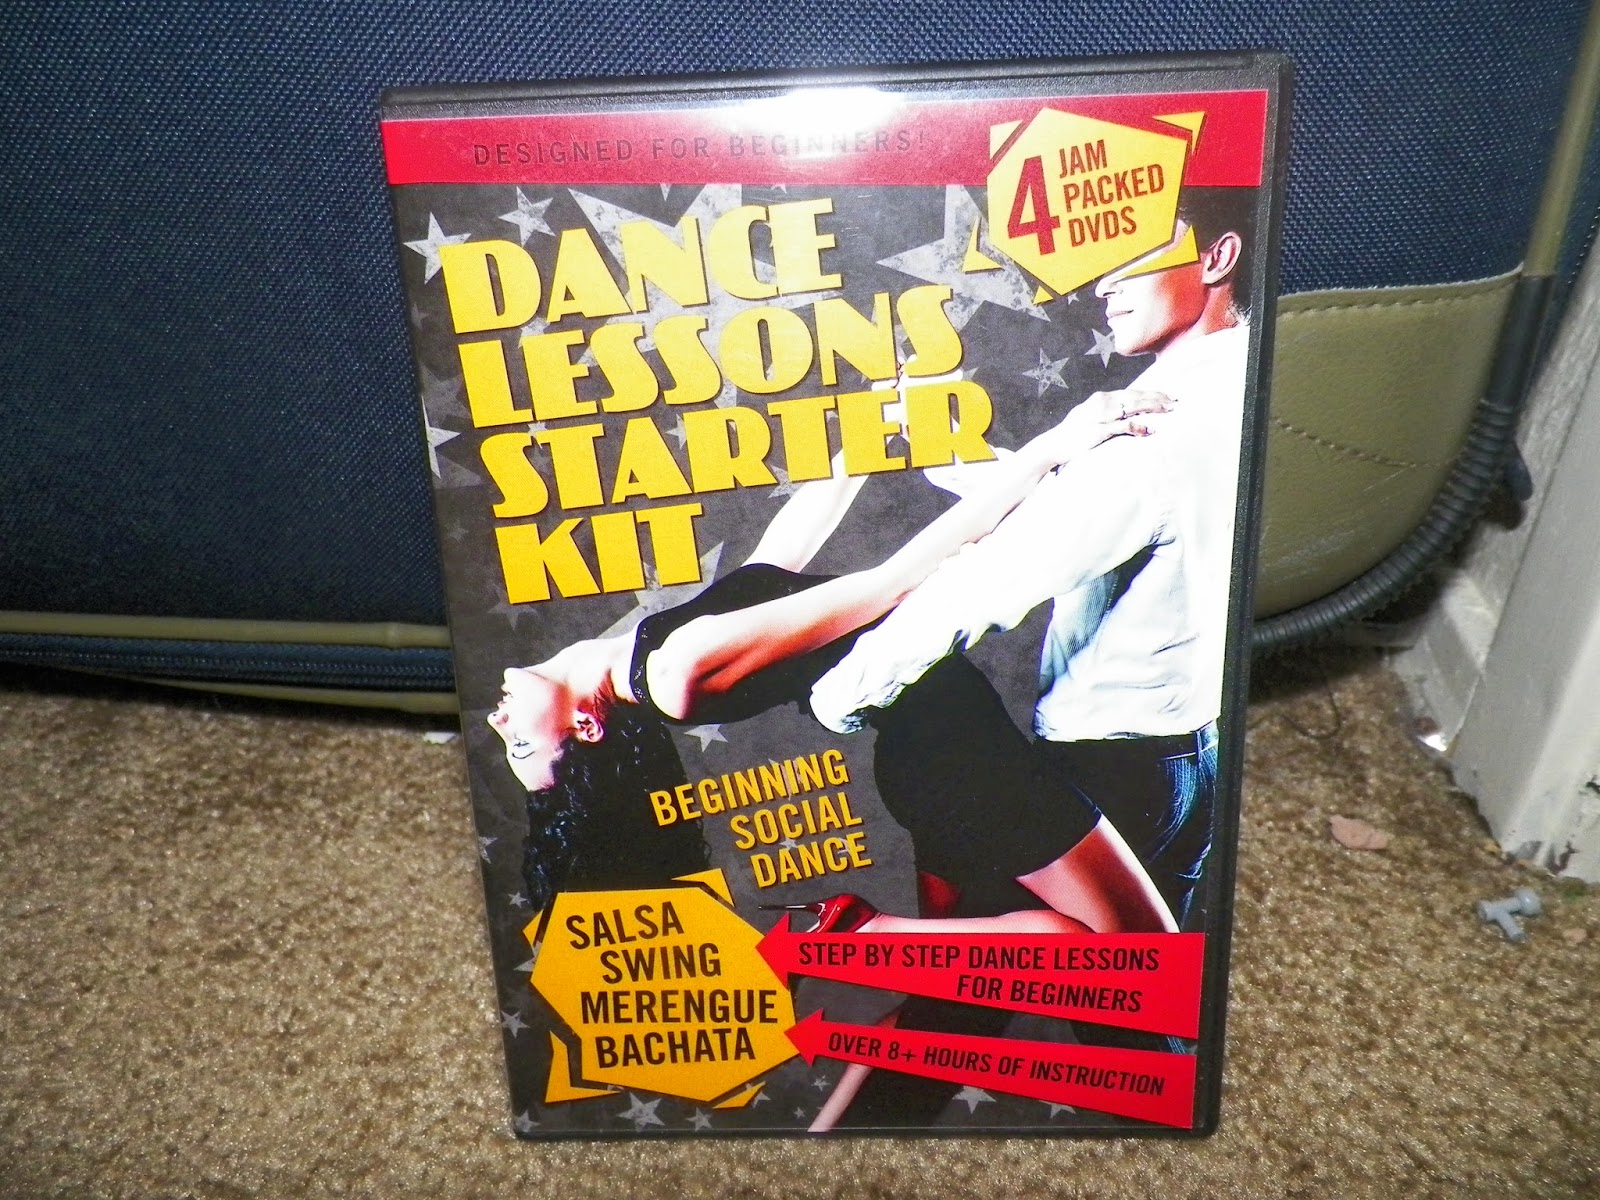 DESIGNED FOR BEGINNERS!
4 JAM
PACKED
DVDS
DANCE
LESSONS
STARTER
KIT
BEGINNING
SOCIAL
DANCE
SALSA
SWING
MERENGUE
BACHATA
STEP BY STEP DANCE LESSONS
FOR BEGINNERS
OVER 8+ HOURS OF INSTRUCTION